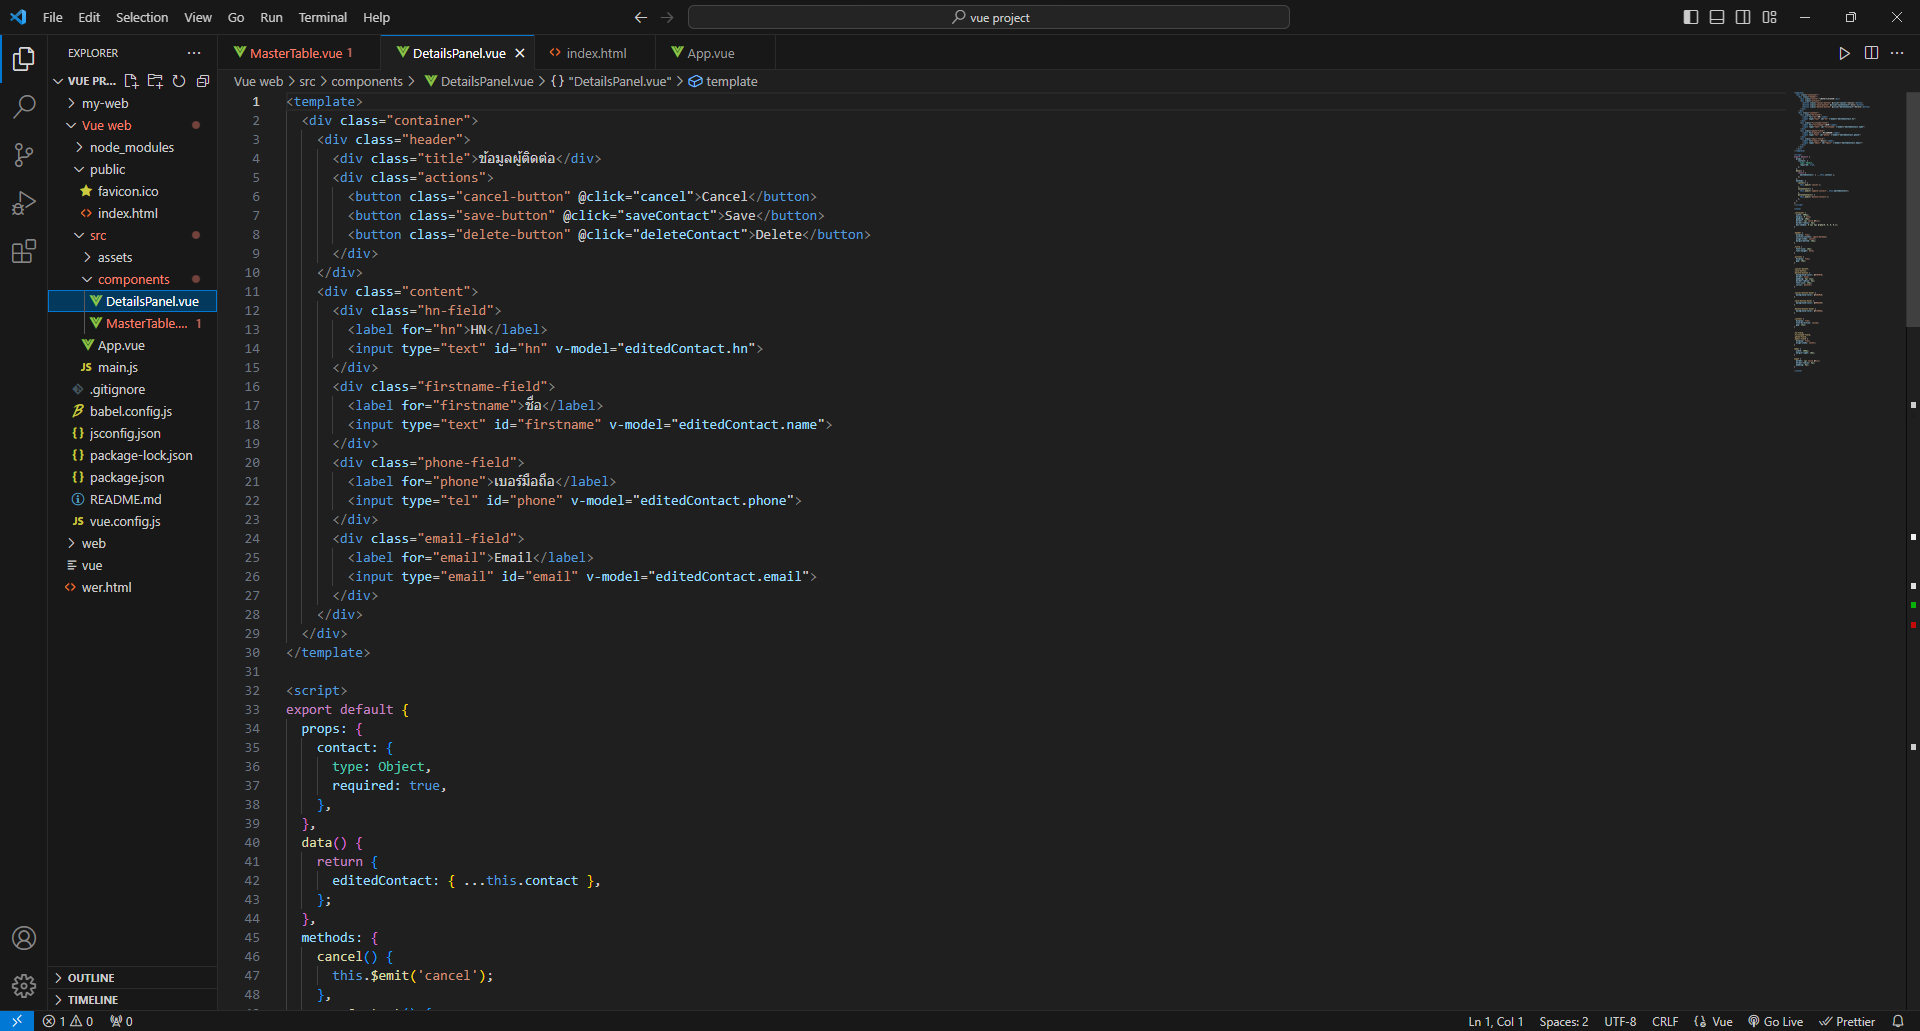 File Edit Selection View Go Run Terminal Help
vue project
EXPLORER
MasterTable.vue 1
DetailsPanel.vue
index.html
App.vue
VUE PR...
Vue web > src > components > DetailsPanel.vue > {} "DetailsPanel.vue" > template
my-web
Vue web
node_modules
public
favicon.ico
index.html
src
assets
components
DetailsPanel.vue
MasterTable.... 1
App.vue
JS main.js
.gitignore
babel.config.js
{} jsconfig.json
{} package-lock.json
{} package.json
README.md
JS vue.config.js
web
vue
wer.html
OUTLINE
TIMELINE
1 <template>
2 <div class="container">
3 <div class="header">
4 <div class="title">ข้อมูลผู้ติดต่อ</div>
5 <div class="actions">
6 <button class="cancel-button" @click="cancel">Cancel</button>
7 <button class="save-button" @click="saveContact">Save</button>
8 <button class="delete-button" @click="deleteContact">Delete</button>
9 </div>
10 </div>
11 <div class="content">
12 <div class="hn-field">
13 <label for="hn">HN</label>
14 <input type="text" id="hn" v-model="editedContact.hn">
15 </div>
16 <div class="firstname-field">
17 <label for="firstname">ชื่อ</label>
18 <input type="text" id="firstname" v-model="editedContact.name">
19 </div>
20 <div class="phone-field">
21 <label for="phone">เบอร์มือถือ</label>
22 <input type="tel" id="phone" v-model="editedContact.phone">
23 </div>
24 <div class="email-field">
25 <label for="email">Email</label>
26 <input type="email" id="email" v-model="editedContact.email">
27 </div>
28 </div>
29 </div>
30 </template>
31
32 <script>
33 export default {
34 props: {
35 contact: {
36 type: Object,
37 required: true,
38 },
39 },
40 data() {
41 return {
42 editedContact: { ...this.contact },
43 };
44 },
45 methods: {
46 cancel() {
47 this.$emit('cancel');
48 },
1 0 0
Ln 1, Col 1 Spaces: 2 UTF-8 CRLF {} Vue Go Live Prettier